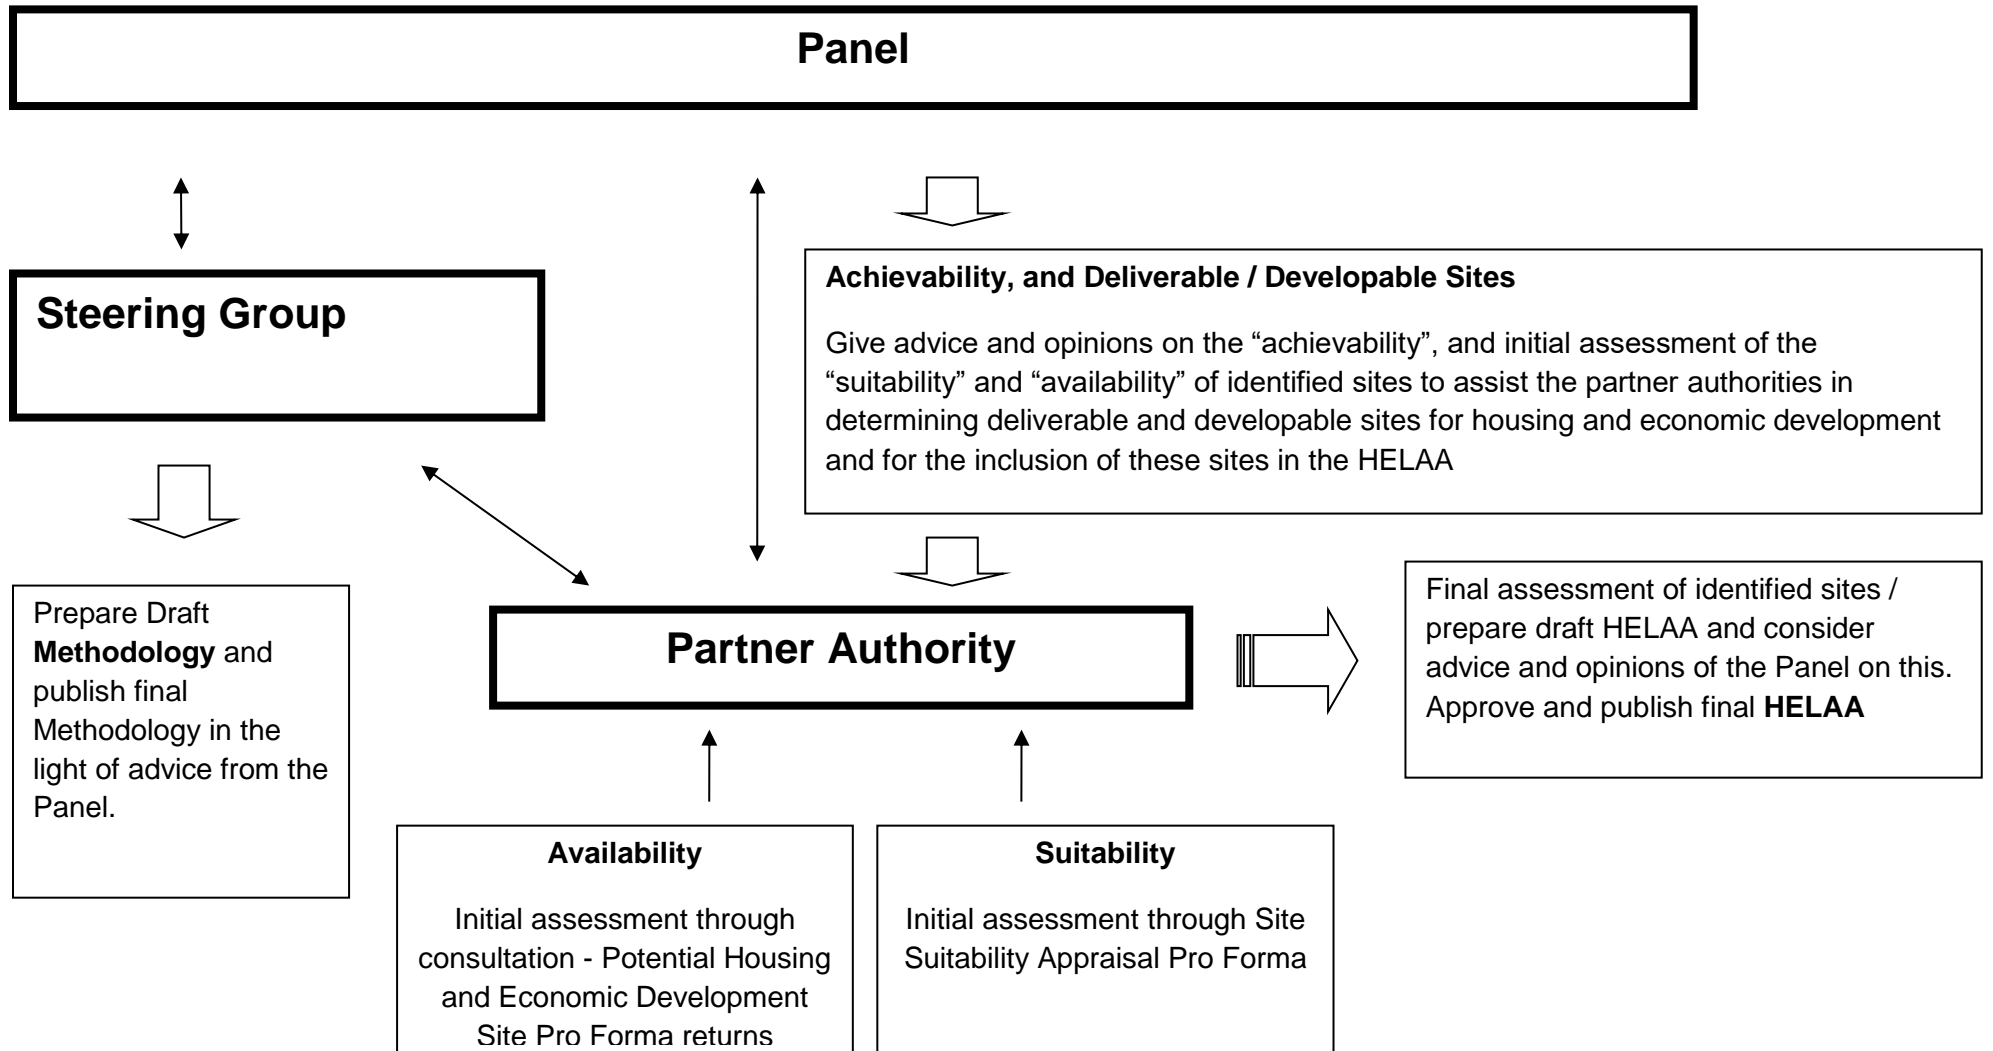 Panel
Steering Group
Achievability, and Deliverable / Developable Sites
Give advice and opinions on the “achievability”, and initial assessment of the
“suitability” and “availability” of identified sites to assist the partner authorities in
determining deliverable and developable sites for housing and economic development
and for the inclusion of these sites in the HELAA
Prepare Draft
Methodology and
publish final
Methodology in the
light of advice from the
Panel.
Partner Authority
Final assessment of identified sites /
prepare draft HELAA and consider
advice and opinions of the Panel on this.
Approve and publish final HELAA
Availability
Initial assessment through
consultation - Potential Housing
and Economic Development
Site Pro Forma returns
Suitability
Initial assessment through Site
Suitability Appraisal Pro Forma